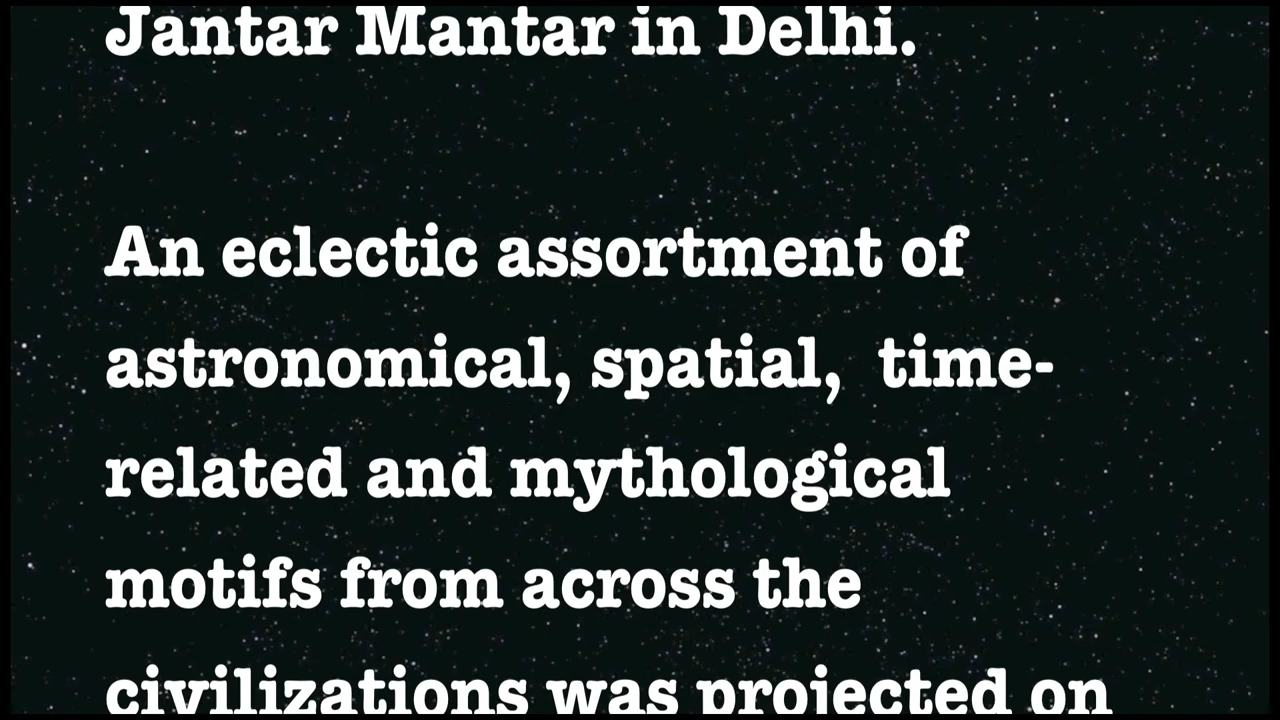 Jantar Mantar in Delhi.
An eclectic assortment of
astronomical, spatial,  time-
related and mythological
motifs from across the
civilizations was projected on